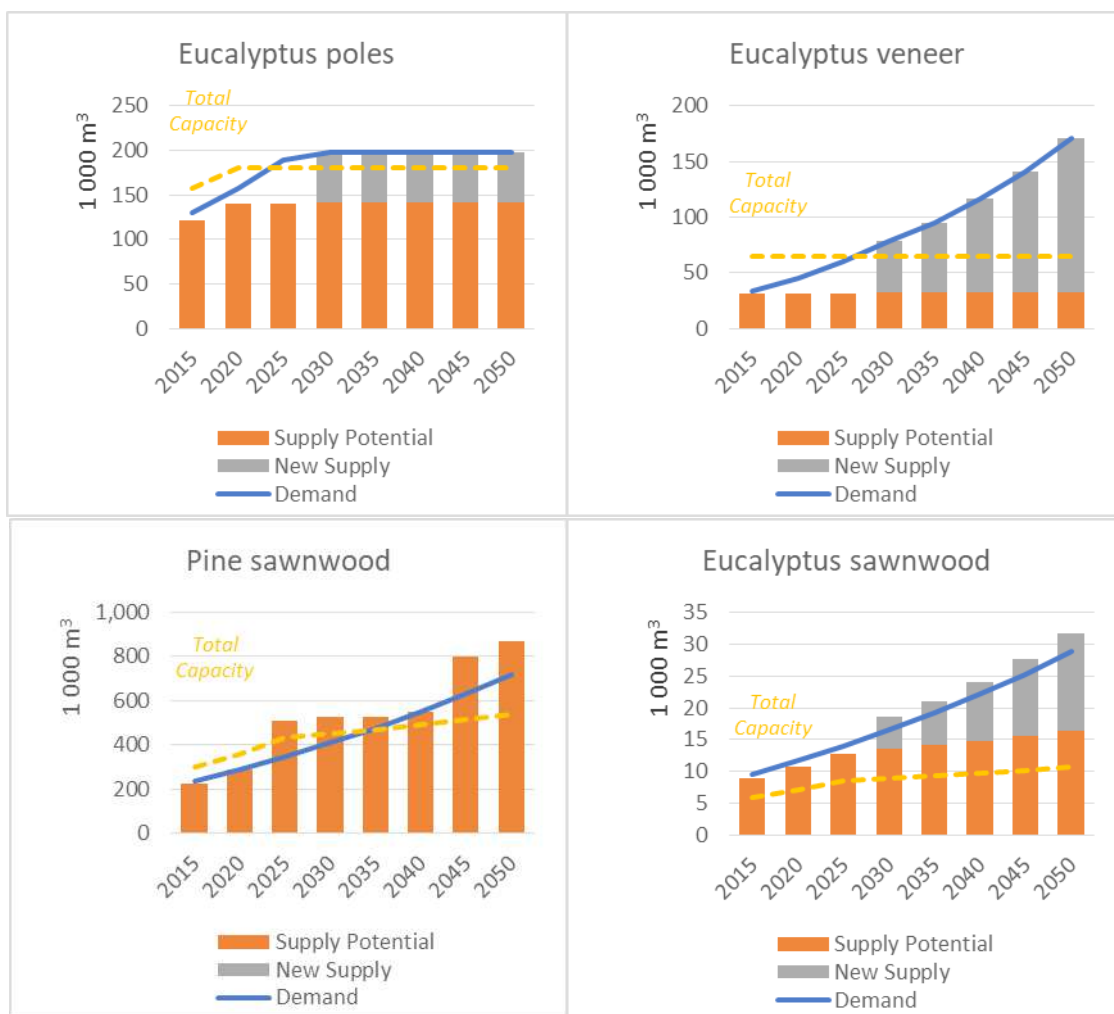 Eucalyptus poles
Total
Capacity
1 000 m³
250
200
150
100
50
0
2015
2020
2025
2030
2035
2040
2045
2050
Supply Potential
New Supply
Demand
Eucalyptus veneer
Total
Capacity
1 000 m³
200
150
100
50
0
2015
2020
2025
2030
2035
2040
2045
2050
Supply Potential
New Supply
Demand
Pine sawnwood
Total
Capacity
1 000 m³
1,000
800
600
400
200
0
2015
2020
2025
2030
2035
2040
2045
2050
Supply Potential
New Supply
Demand
Eucalyptus sawnwood
Total
Capacity
1 000 m³
35
30
25
20
15
10
5
0
2015
2020
2025
2030
2035
2040
2045
2050
Supply Potential
New Supply
Demand